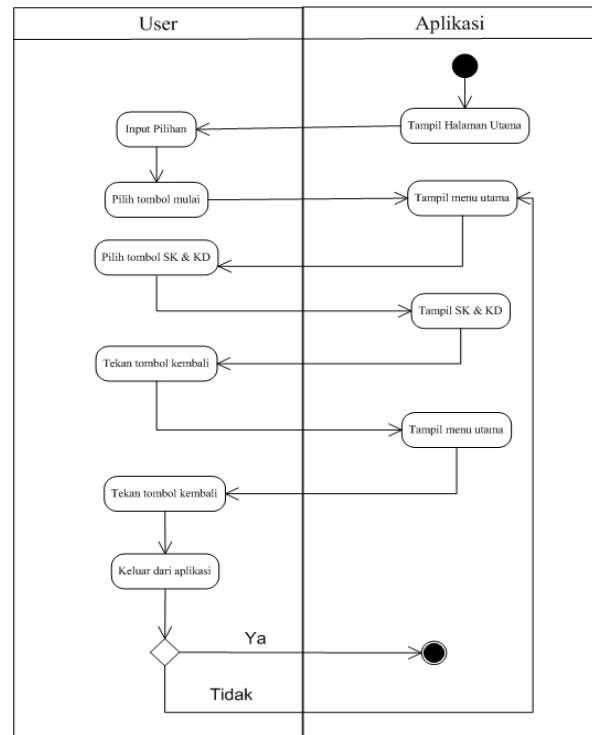 User
Aplikasi
Tampil Halaman Utama
Input Pilihan
Pilih tombol mulai
Tampil menu utama
Pilih tombol SK & KD
Tampil SK & KD
Tekan tombol kembali
Tampil menu utama
Tekan tombol kembali
Keluar dari aplikasi
Ya
Tidak